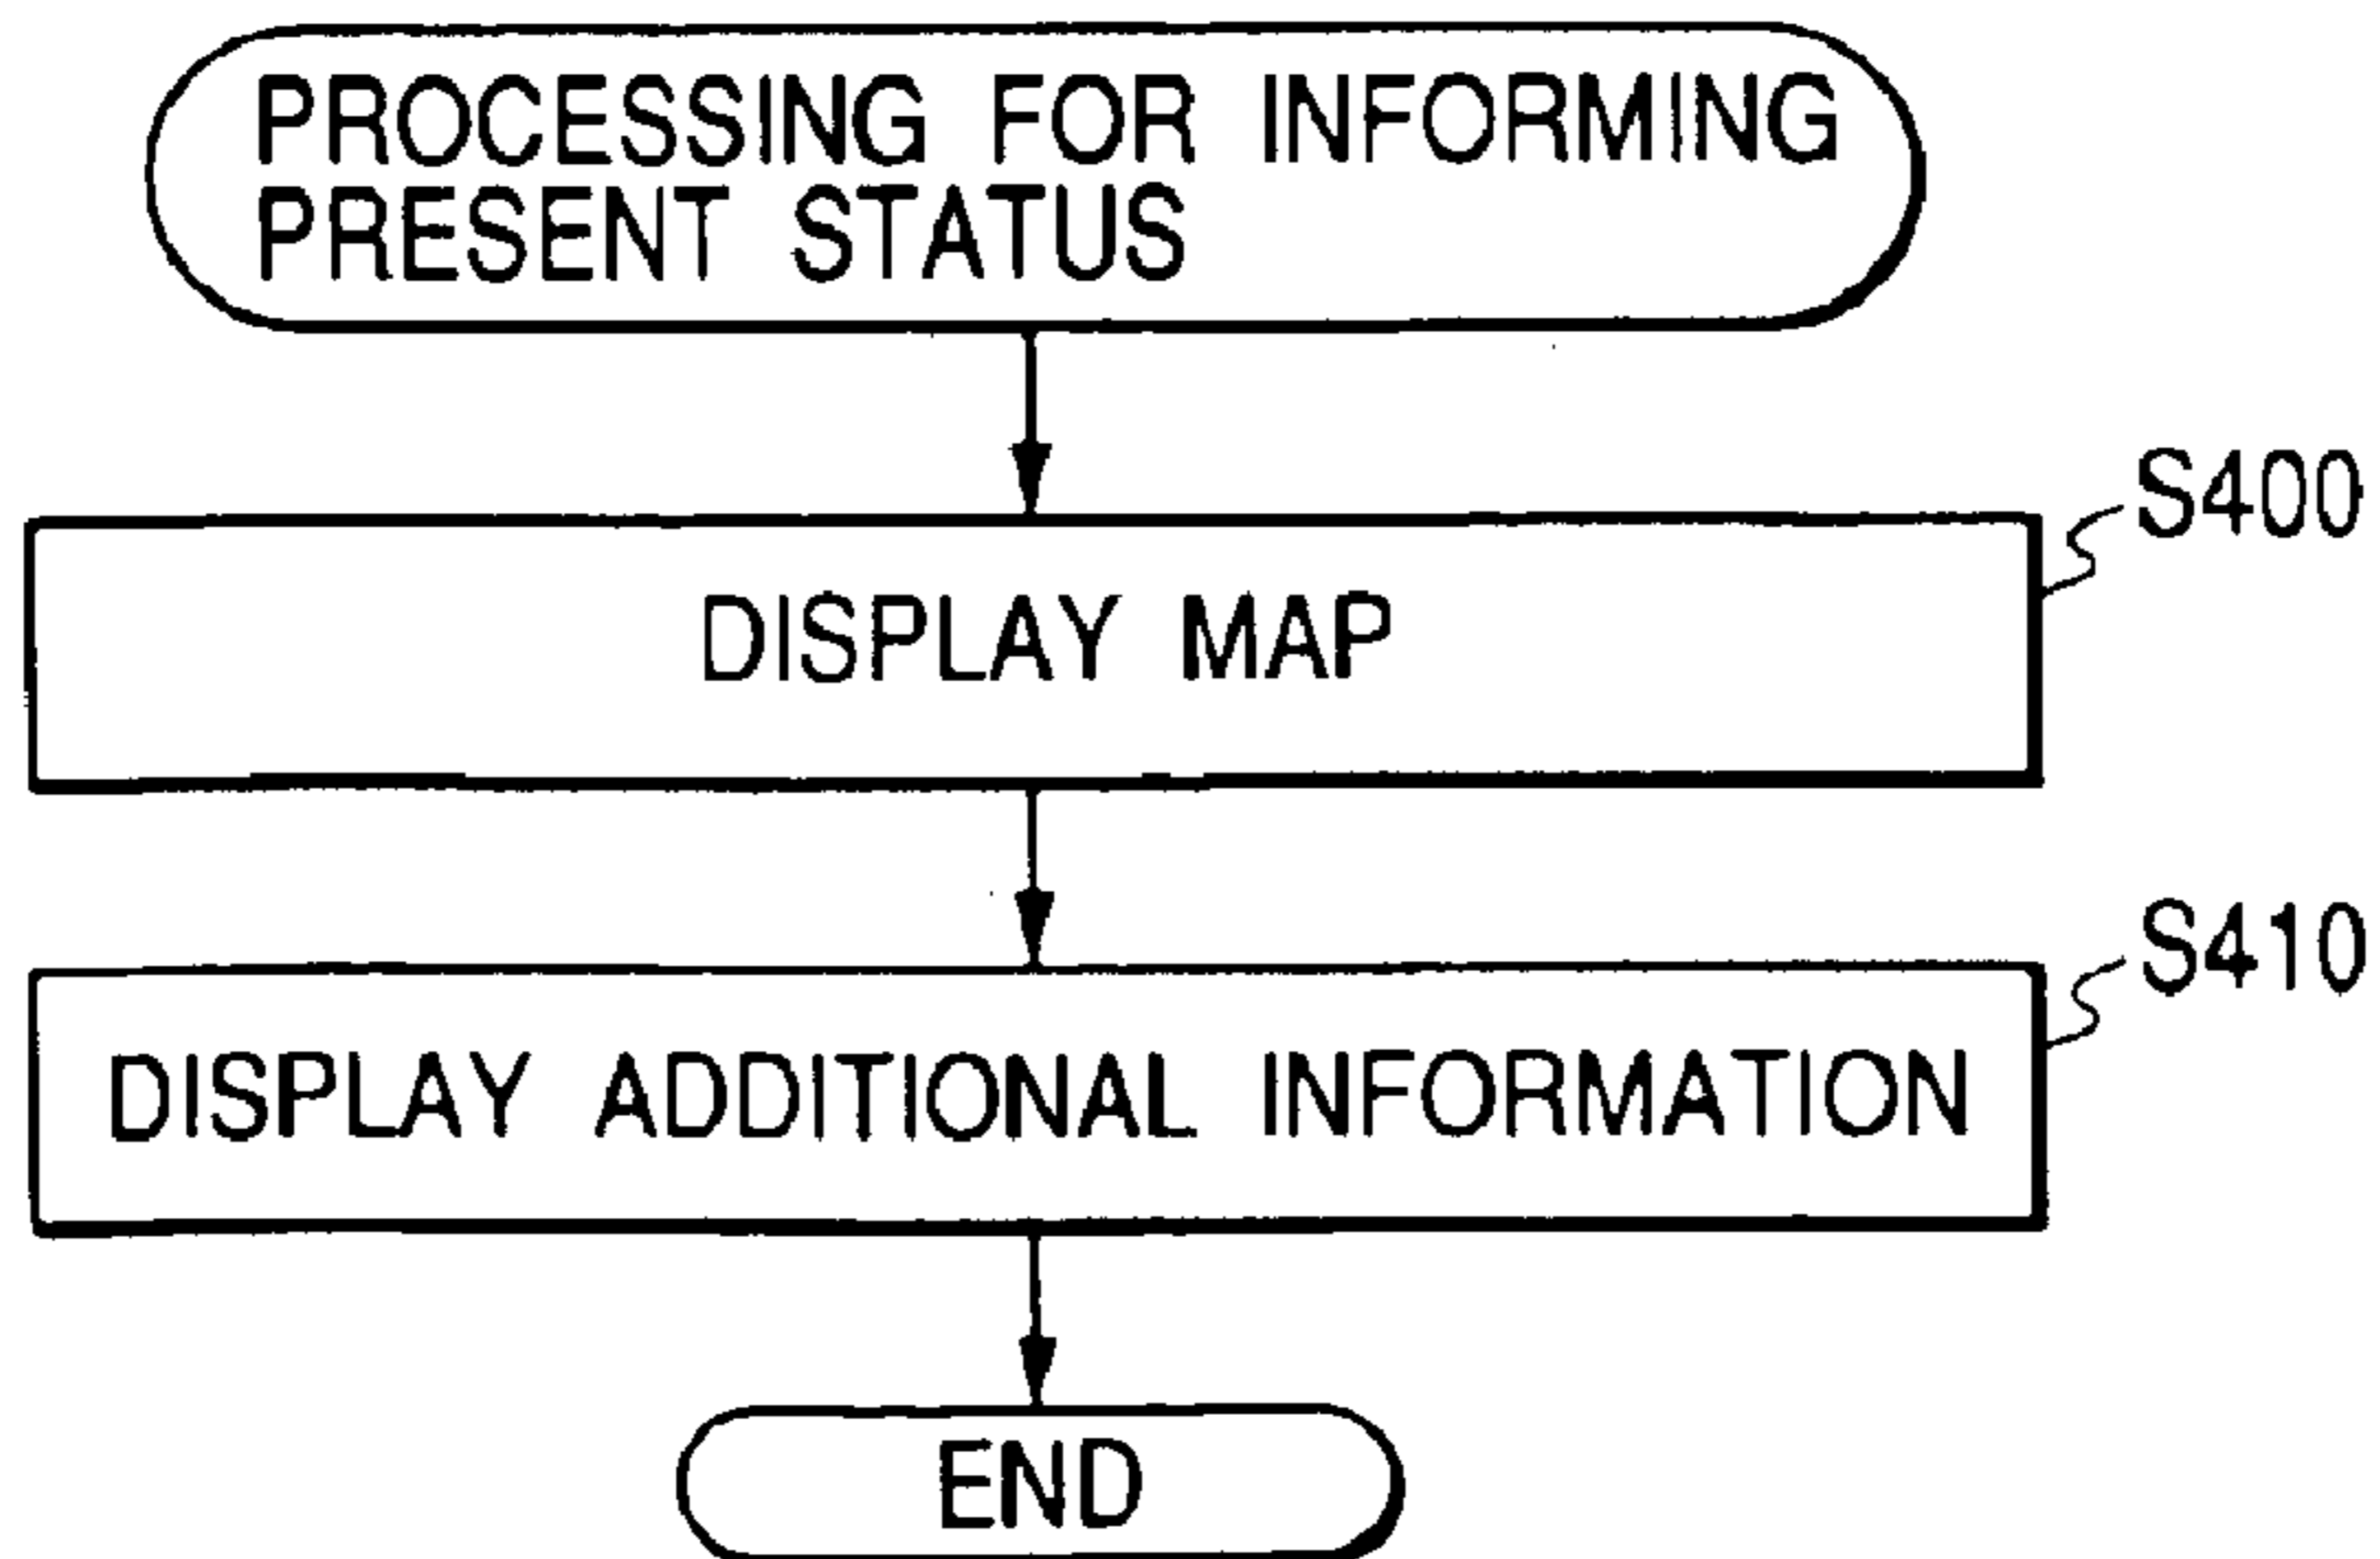 PROCESSING FOR INFORMING
PRESENT STATUS
S400
DISPLAY MAP
S410
DISPLAY ADDITIONAL INFORMATION
END